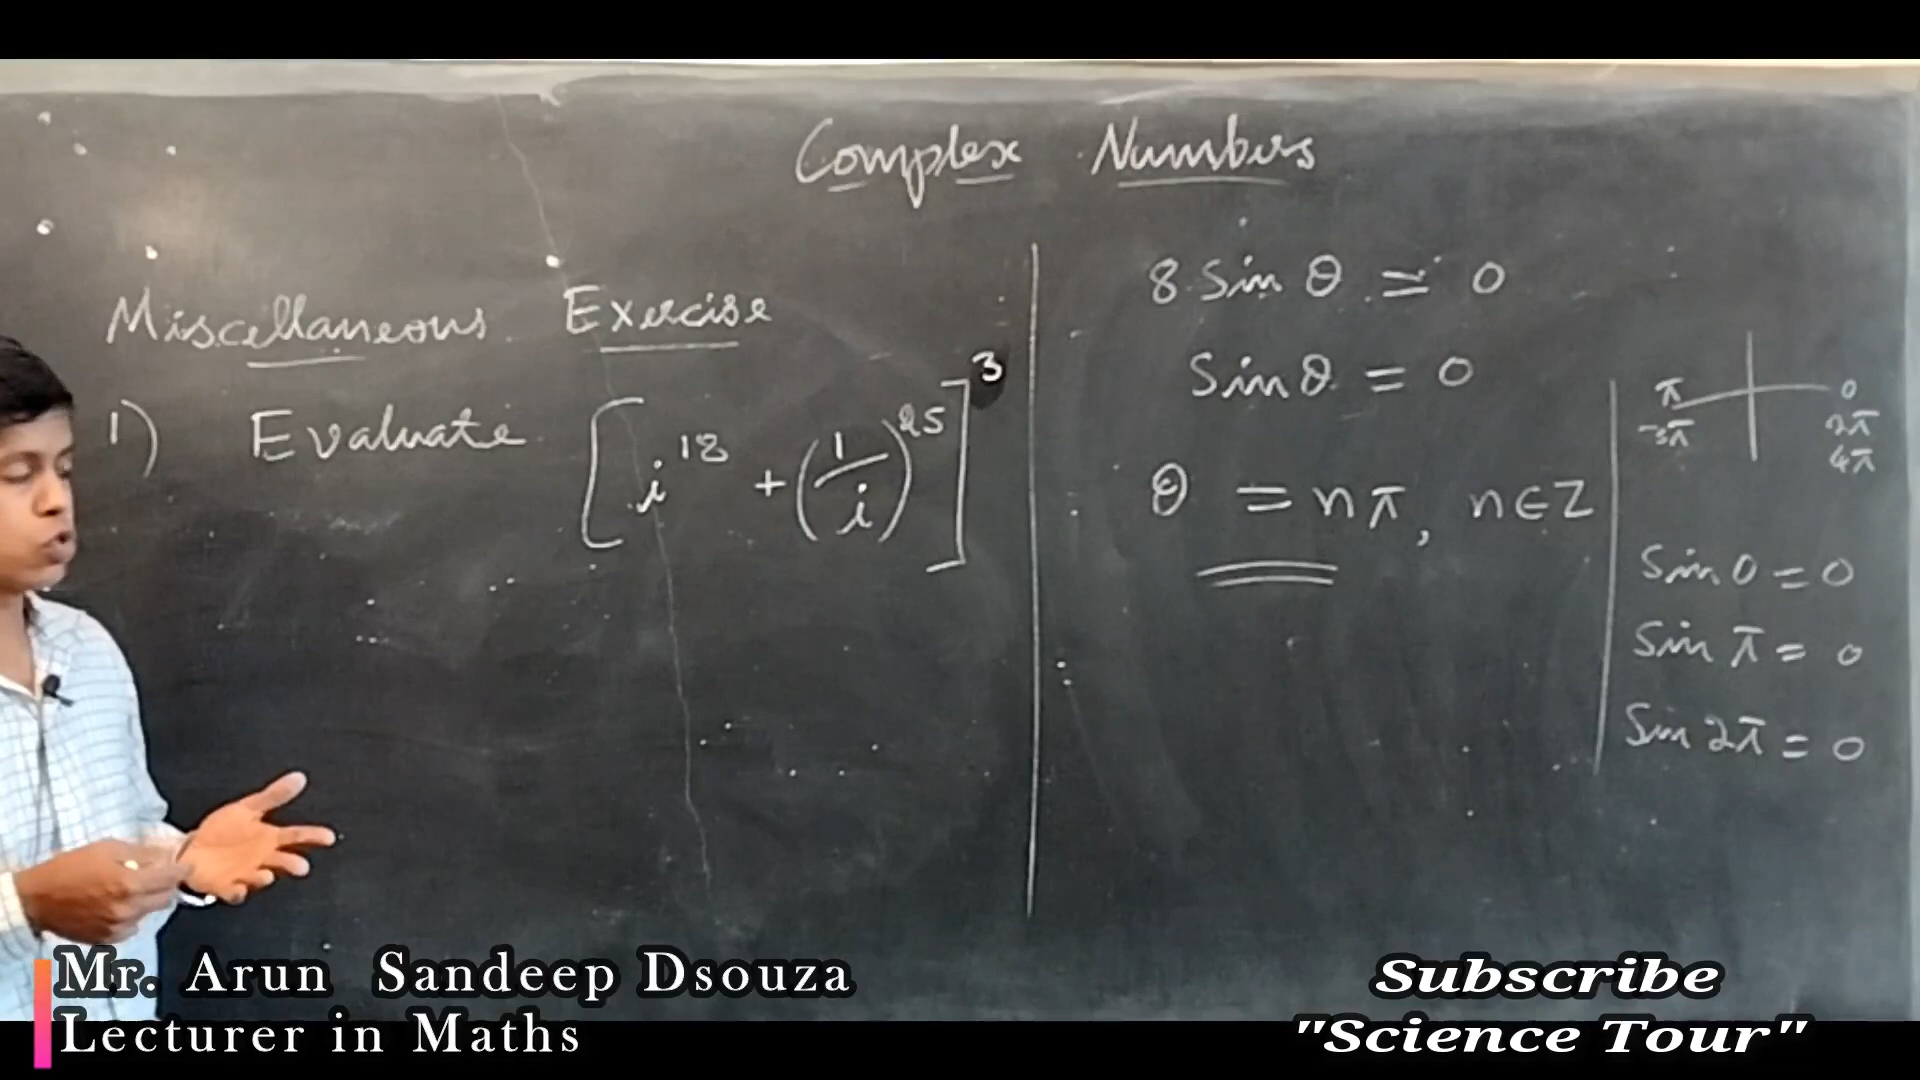 Complex Numbers
Miscellaneous Exercise
1) Evaluate [i^18 + (1/i)^25]^3
8 Sin θ = 0
Sin θ = 0
θ = nπ, n∈Z
π 0
-3π 2π
4π
Sin 0 = 0
Sin π = 0
Sin 2π = 0
Mr. Arun Sandeep Dsouza
Lecturer in Maths
Subscribe
"Science Tour"